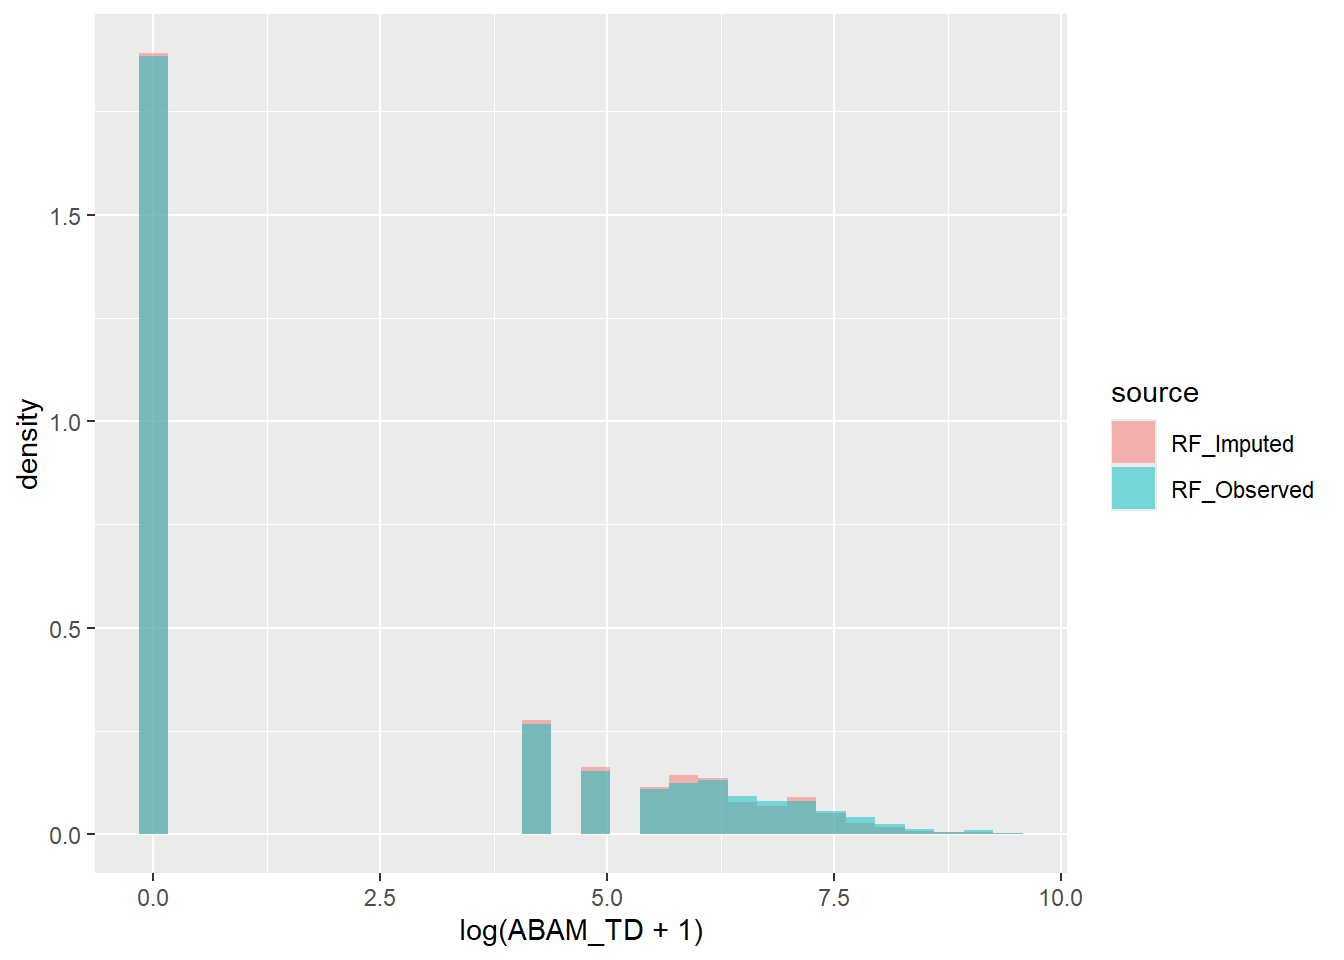 density
1.5
1.0
0.5
0.0
0.0 2.5 5.0 7.5 10.0
log(ABAM_TD + 1)
source
RF_Imputed
RF_Observed